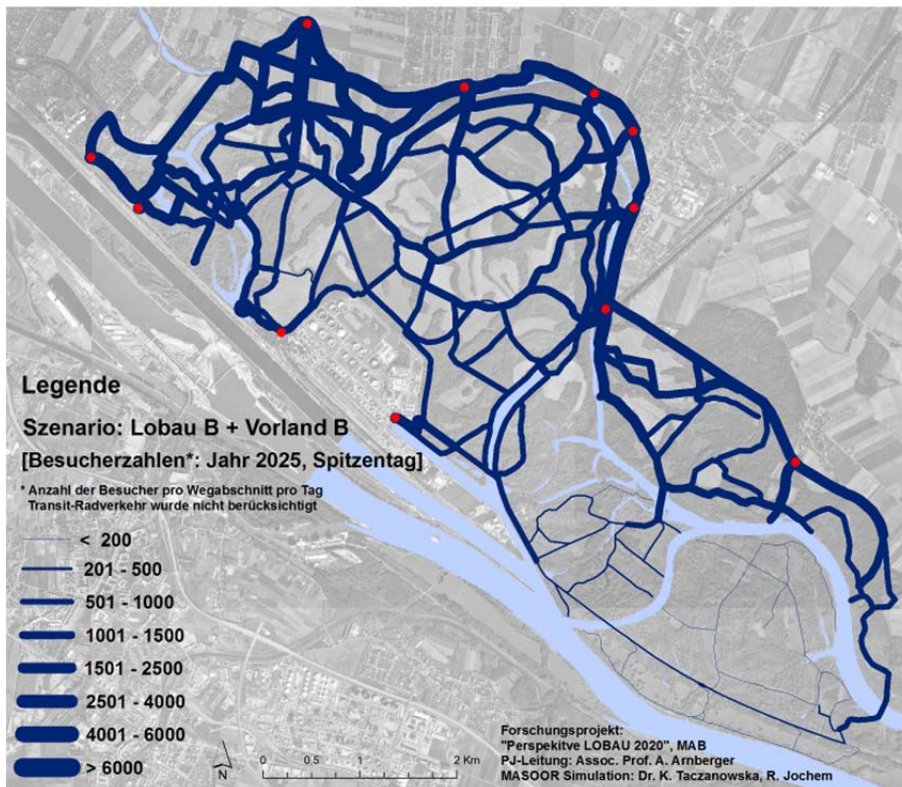 Legende
Szenario: Lobau B + Vorland B
[Besucherzahlen*: Jahr 2025, Spitzentag]
* Anzahl der Besucher pro Wegabschnitt pro Tag
Transit-Radverkehr wurde nicht berücksichtigt
< 200
201 - 500
501 - 1000
1001 - 1500
1501 - 2500
2501 - 4000
4001 - 6000
> 6000
N
0 0.5 1 2 Km
Forschungsprojekt:
"Perspekitve LOBAU 2020", MAB
PJ-Leitung: Assoc. Prof. A. Arnberger
MASOOR Simulation: Dr. K. Taczanowska, R. Jochem